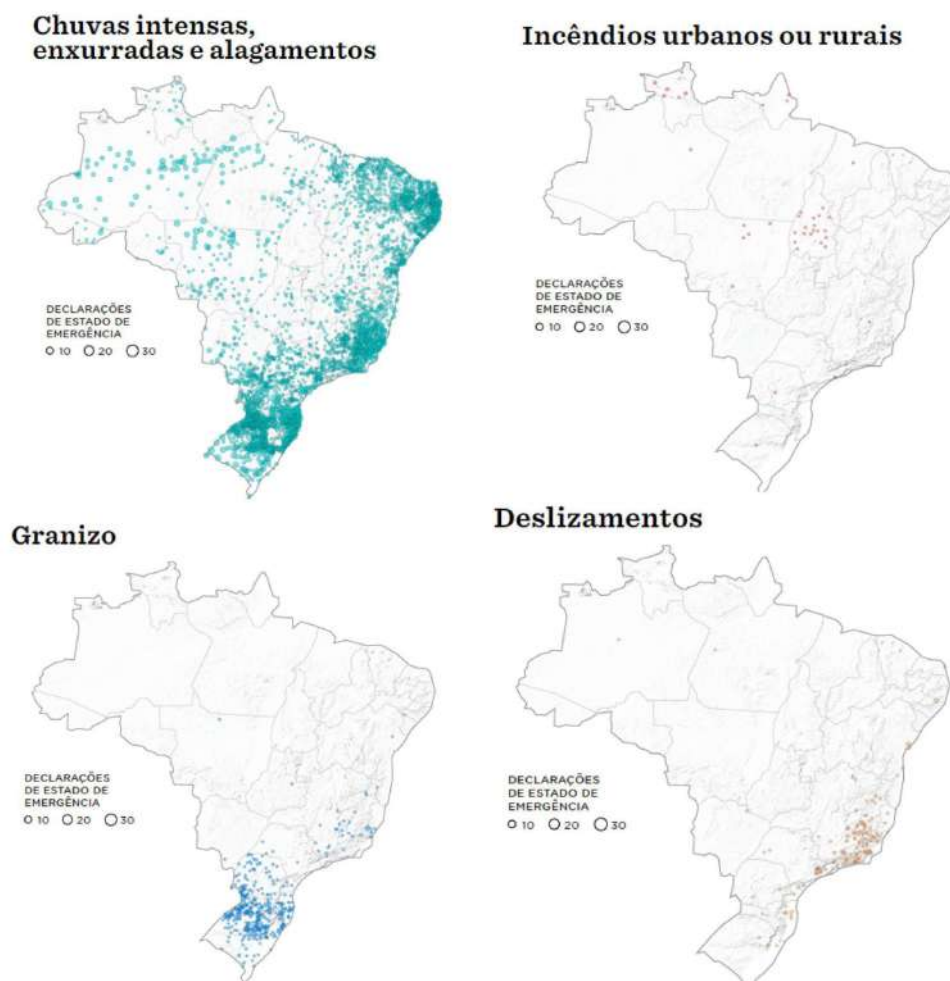 Chuvas intensas,
enxurradas e alagamentos
DECLARAÇÕES
DE ESTADO DE
EMERGÊNCIA
10 20 30
Incêndios urbanos ou rurais
DECLARAÇÕES
DE ESTADO DE
EMERGÊNCIA
10 20 30
Granizo
DECLARAÇÕES
DE ESTADO DE
EMERGÊNCIA
10 20 30
Deslizamentos
DECLARAÇÕES
DE ESTADO DE
EMERGÊNCIA
10 20 30